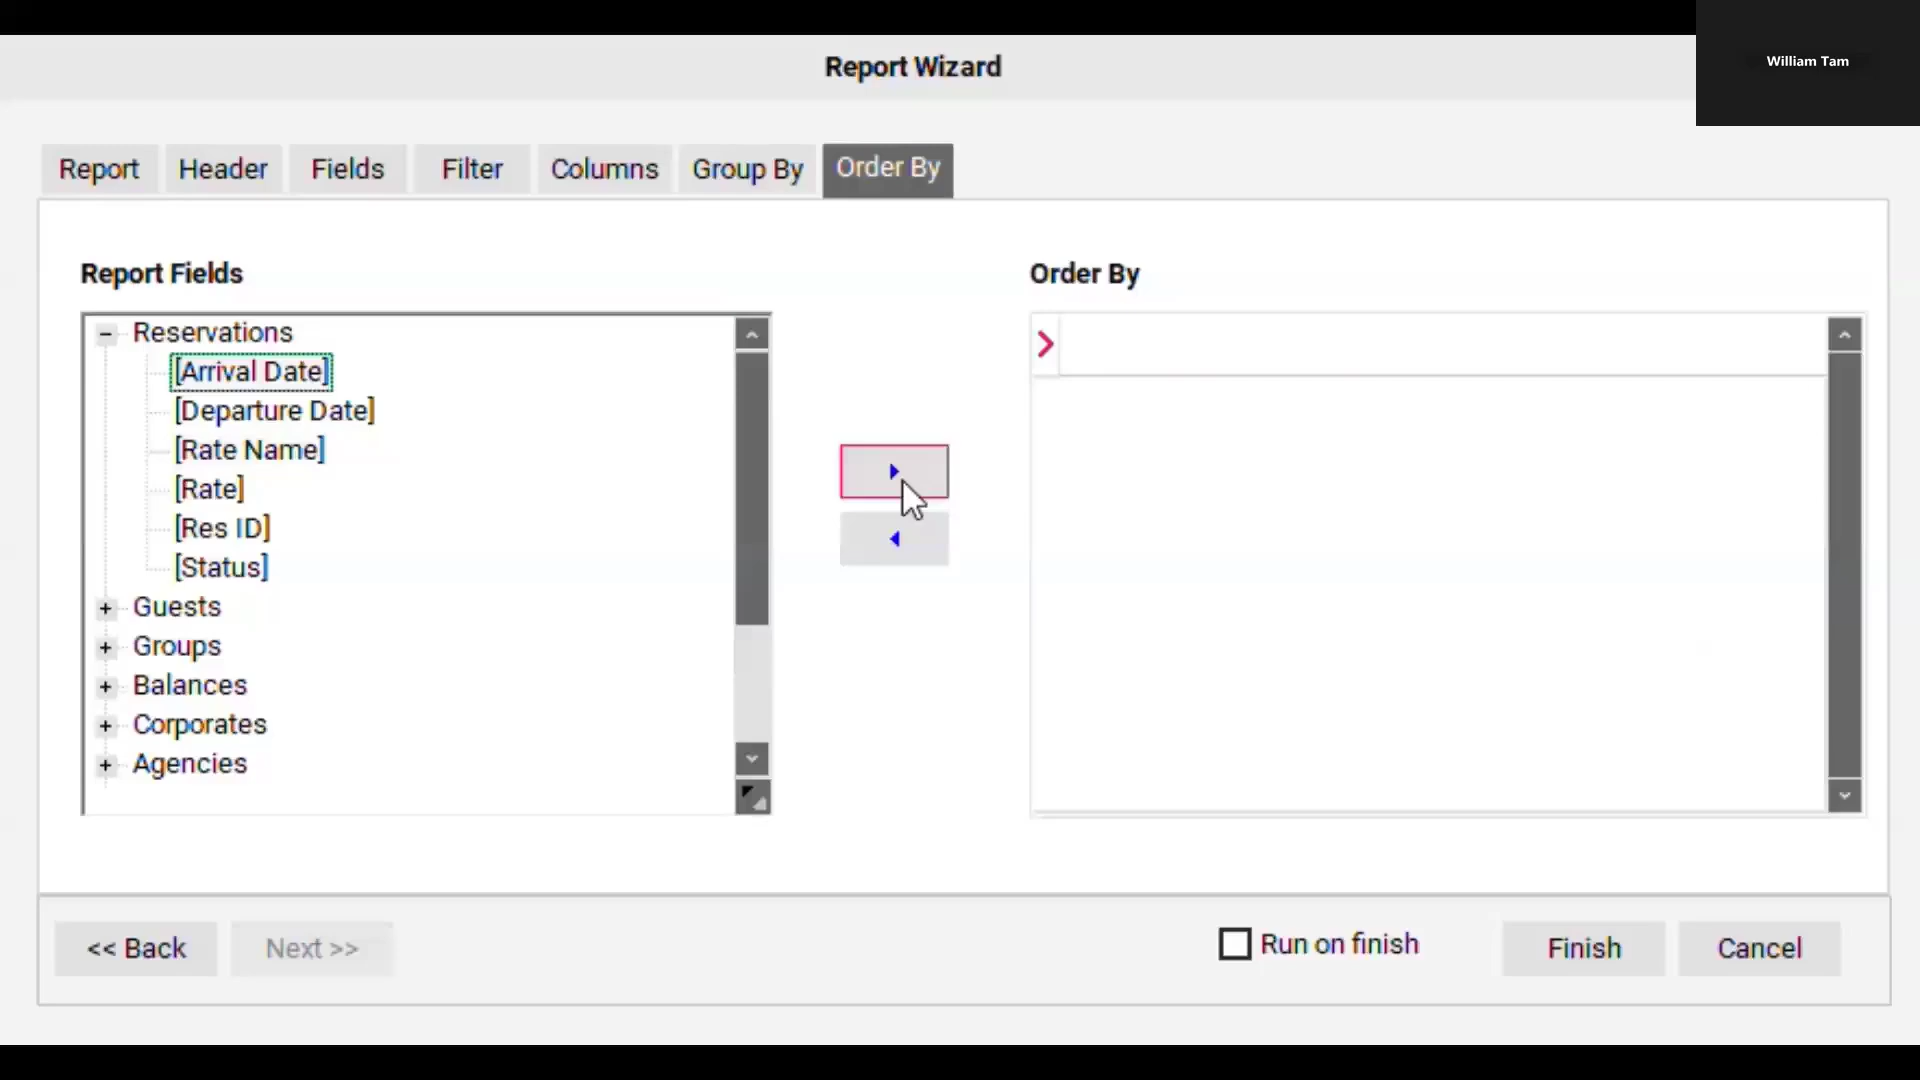 Report Wizard
William Tam
Report Header Fields Filter Columns Group By Order By
Report Fields
Order By
Reservations
[Arrival Date]
[Departure Date]
[Rate Name]
[Rate]
[Res ID]
[Status]
Guests
Groups
Balances
Corporates
Agencies
<< Back
Next >>
Run on finish
Finish
Cancel